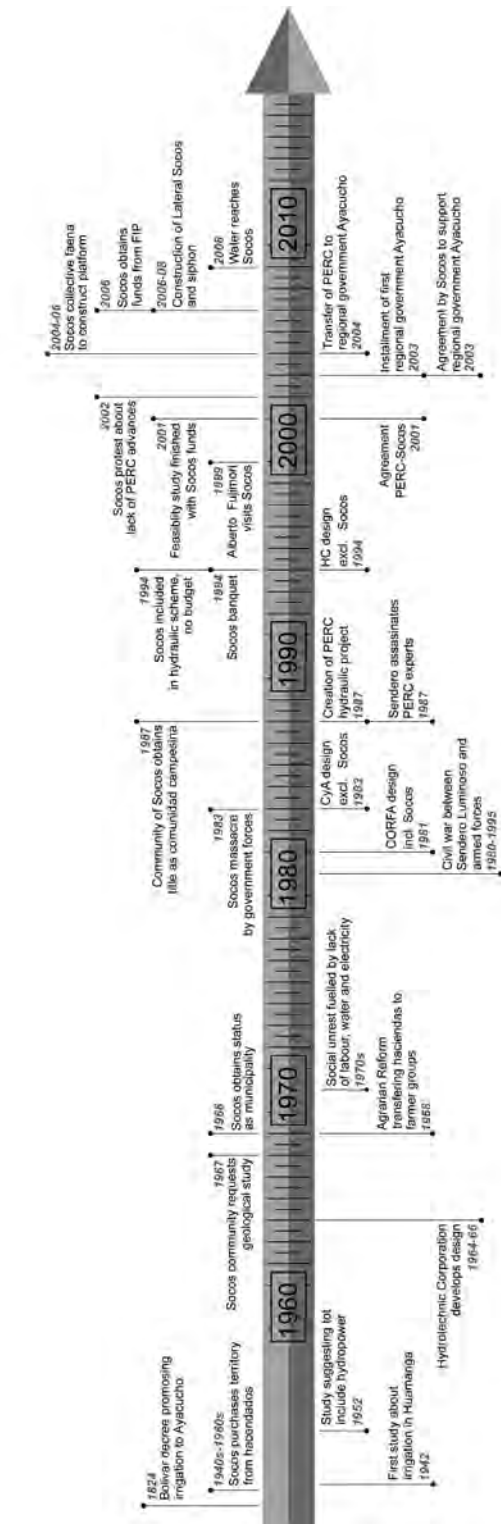 1824
Bolivar decree promosing
irrigation to Ayacucho
1940s-1960s
Socos purchases territory
from hacendados
1967
Socos community requests
geological study
1968
Socos obtains status
as municipality
1983
Socos massacre
by government forces
1987
Community of Socos obtains
title as comunidad campesina
1994
Socos included
in hydraulic scheme,
no budget
1994
Socos banquet
1999
Alberto Fujimori
visits Socos
2001
Feasiblity study finished
with Socos funds
2002
Socos protest about
lack of PERC advances
2004-06
Socos collective faena
to construct platform
2006
Socos obtains
funds from FIP
2006-08
Construction of Lateral Socos
and siphon
2008
Water reaches
Socos
1960
1970
1980
1990
2000
2010
First study about
irrigation in Huamanga
1942
Study suggesting tot
include hydropower
1952
Hydrotechnic Corporation
develops design
1964-66
Agrarian Reform
transfering haciendas to
farmer groups
1968
Social unrest fuelled by lack
of labour, water and electricity
1970s
Civil war between
Sendero Luminoso and
armed forces
1980-1995
CORFA design
incl. Socos
1981
CyA design
excl. Socos
1983
Creation of PERC
hydraulic project
1987
Sendero assasinates
PERC experts
1987
HC design
excl. Socos
1994
Agreement
PERC-Socos
2001
Installment of first
regional government Ayacucho
2003
Agreement by Socos to support
regional government Ayacucho
2003
Transfer of PERC to
regional government Ayacucho
2004